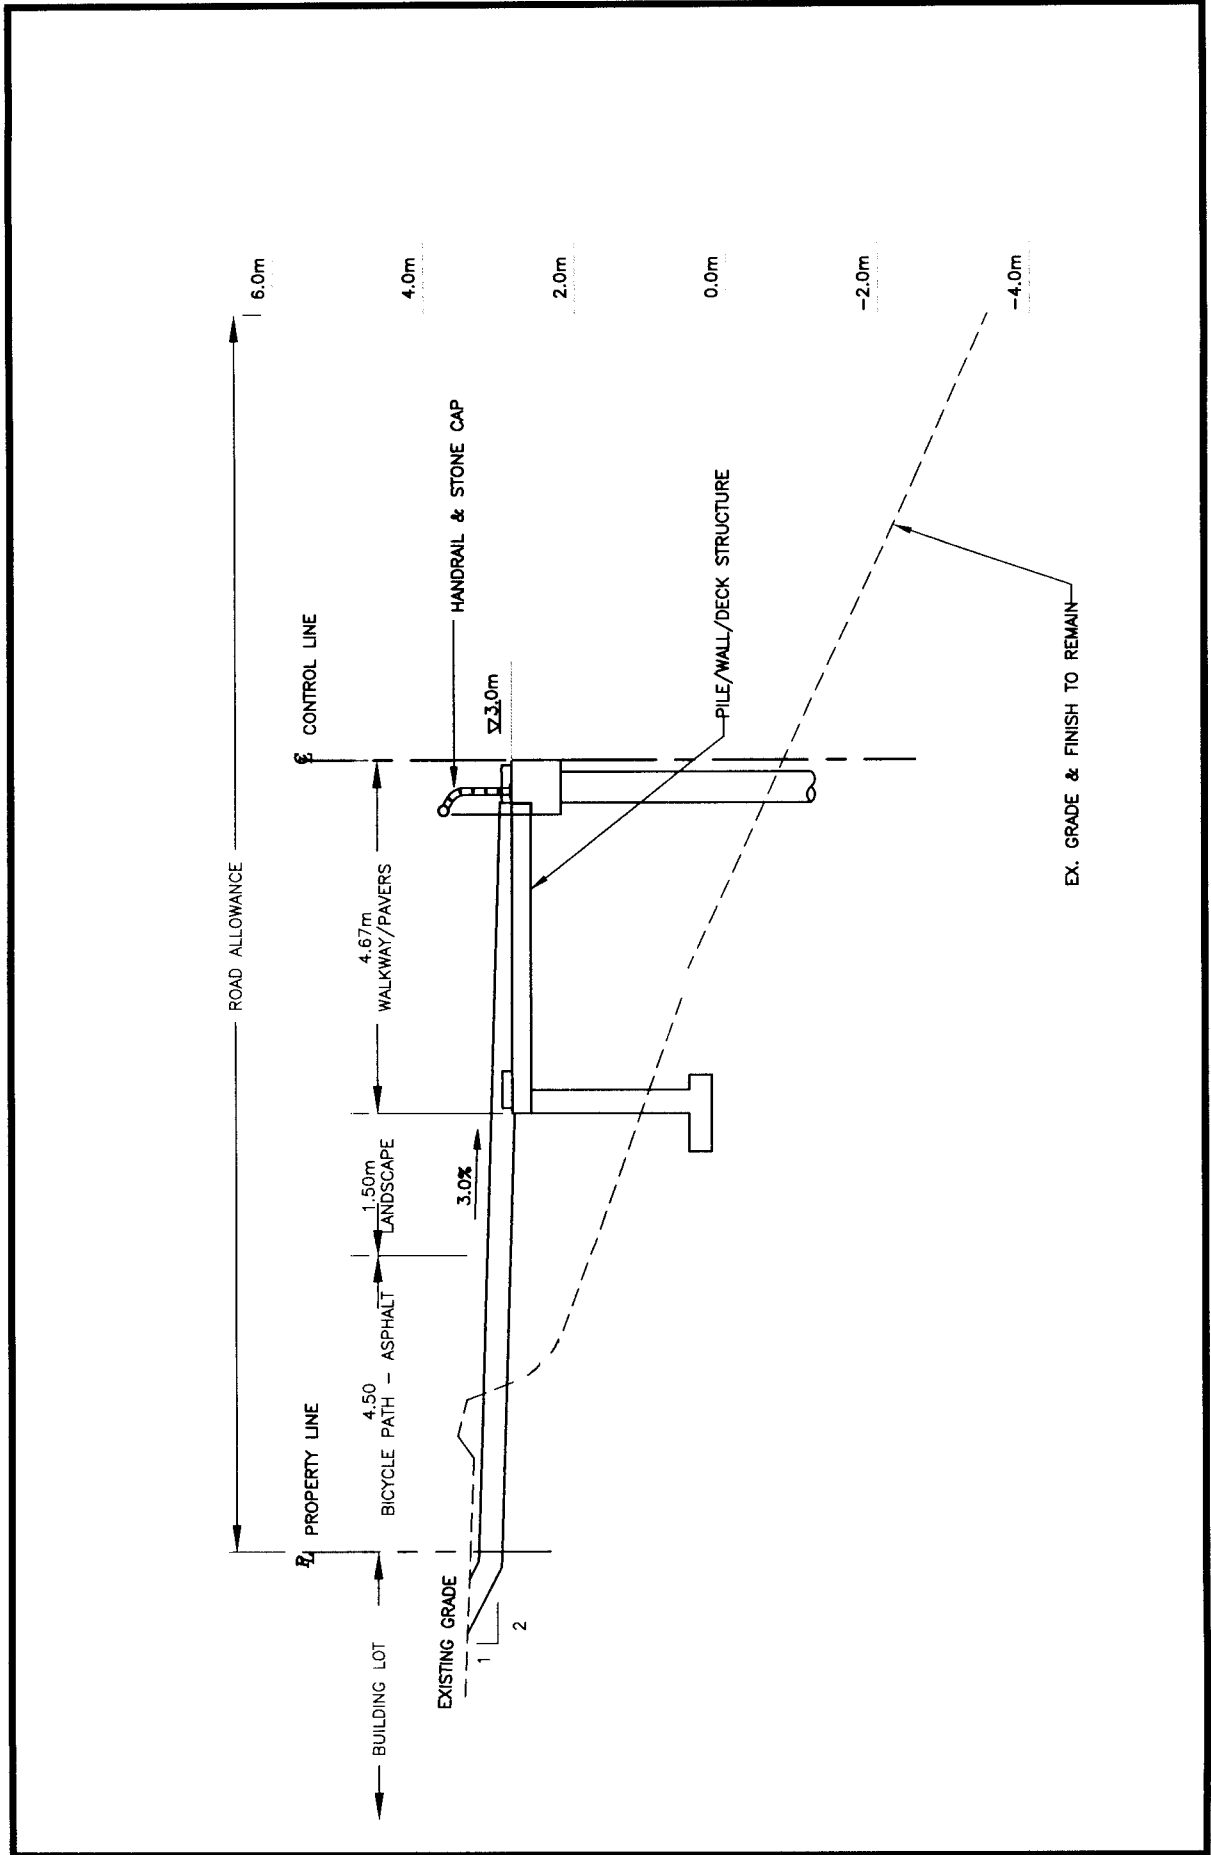 ROAD ALLOWANCE
℄ CONTROL LINE
PL PROPERTY LINE
BUILDING LOT
4.50
BICYCLE PATH - ASPHALT
1.50m
LANDSCAPE
4.67m
WALKWAY/PAVERS
6.0m
4.0m
2.0m
0.0m
-2.0m
-4.0m
HANDRAIL & STONE CAP
3.0m
3.0%
EXISTING GRADE
1
2
PILE/WALL/DECK STRUCTURE
EX. GRADE & FINISH TO REMAIN